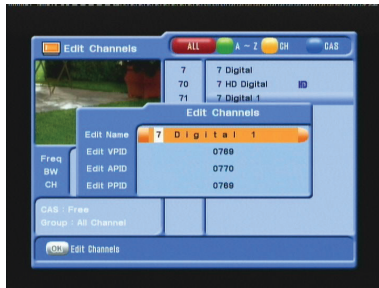 Edit Channels
ALL
A ~ Z
CH
CAS
7 7 Digital
70 7 HD Digital HD
71 7 Digital 1
Edit Channels
Edit Name 7 Digital 1
Edit VPID 0769
Edit APID 0770
Edit PPID 0769
Freq
BW
CH
CAS : Free
Group : All Channel
OK Edit Channels